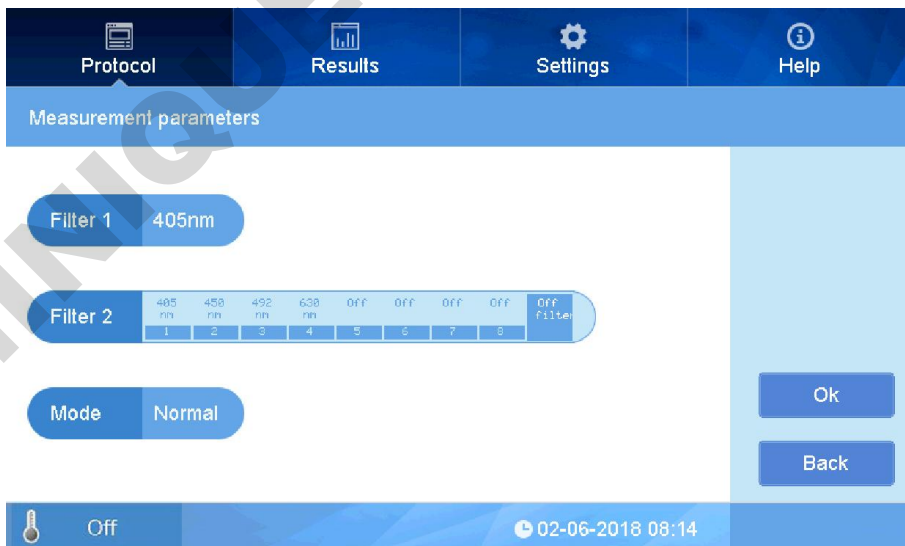 Protocol
Results
Settings
Help
Measurement parameters
Filter 1 405nm
Filter 2
405 nm 450 nm 492 nm 630 nm Off Off Off Off Off filter
1 2 3 4 5 6 7 8
Mode Normal
Ok
Back
Off
02-06-2018 08:14
NIQUE